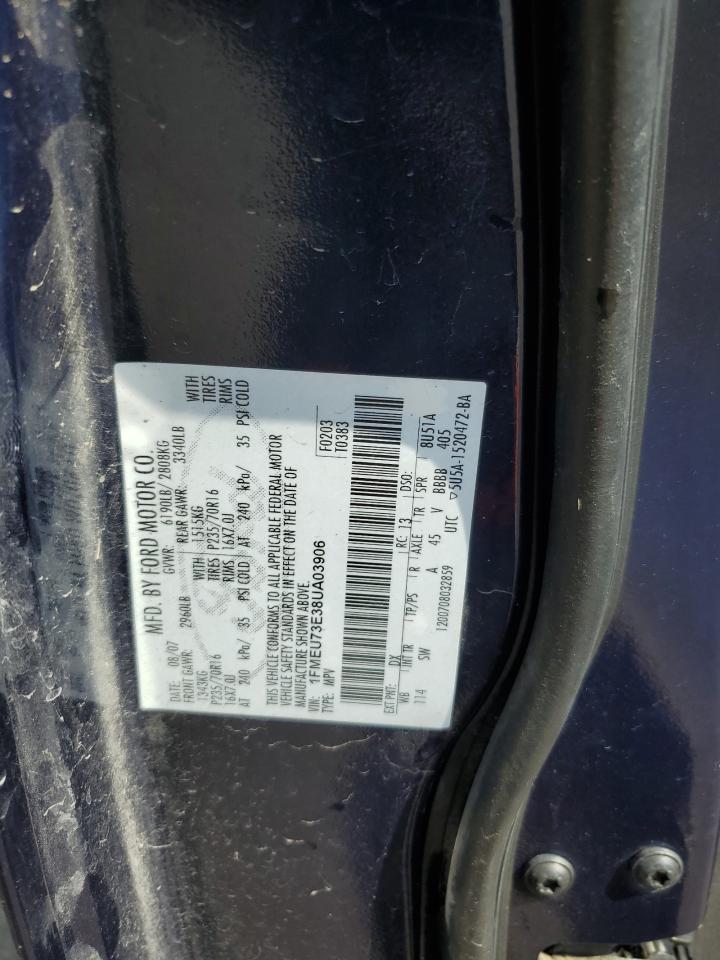 MFD. BY FORD MOTOR CO.
DATE: 08/07 GVWR: 6190LB/ 2808KG
FRONT GAWR: 2960LB REAR GAWR: 3340LB
1343KG 1515KG WITH
P235/70R16 TIRES P235/70R16 TIRES
16X7.0J RIMS 16X7.0J RIMS
AT 240 kPa/ 35 PSI COLD AT 240 kPa/ 35 PSI COLD
THIS VEHICLE CONFORMS TO ALL APPLICABLE FEDERAL MOTOR
VEHICLE SAFETY STANDARDS IN EFFECT ON THE DATE OF
MANUFACTURE SHOWN ABOVE.
VIN: 1FMEU73E38UA03906 F0203
TYPE: MPV T0383
EXT PNT: DX RC: 13 DSO:
WB INT TR TP/PS R AXLE TR SPR 8U51A
114 SW A 45 V BBBB 405
1200708032859 UTC ▽5U5A-1520472-BA